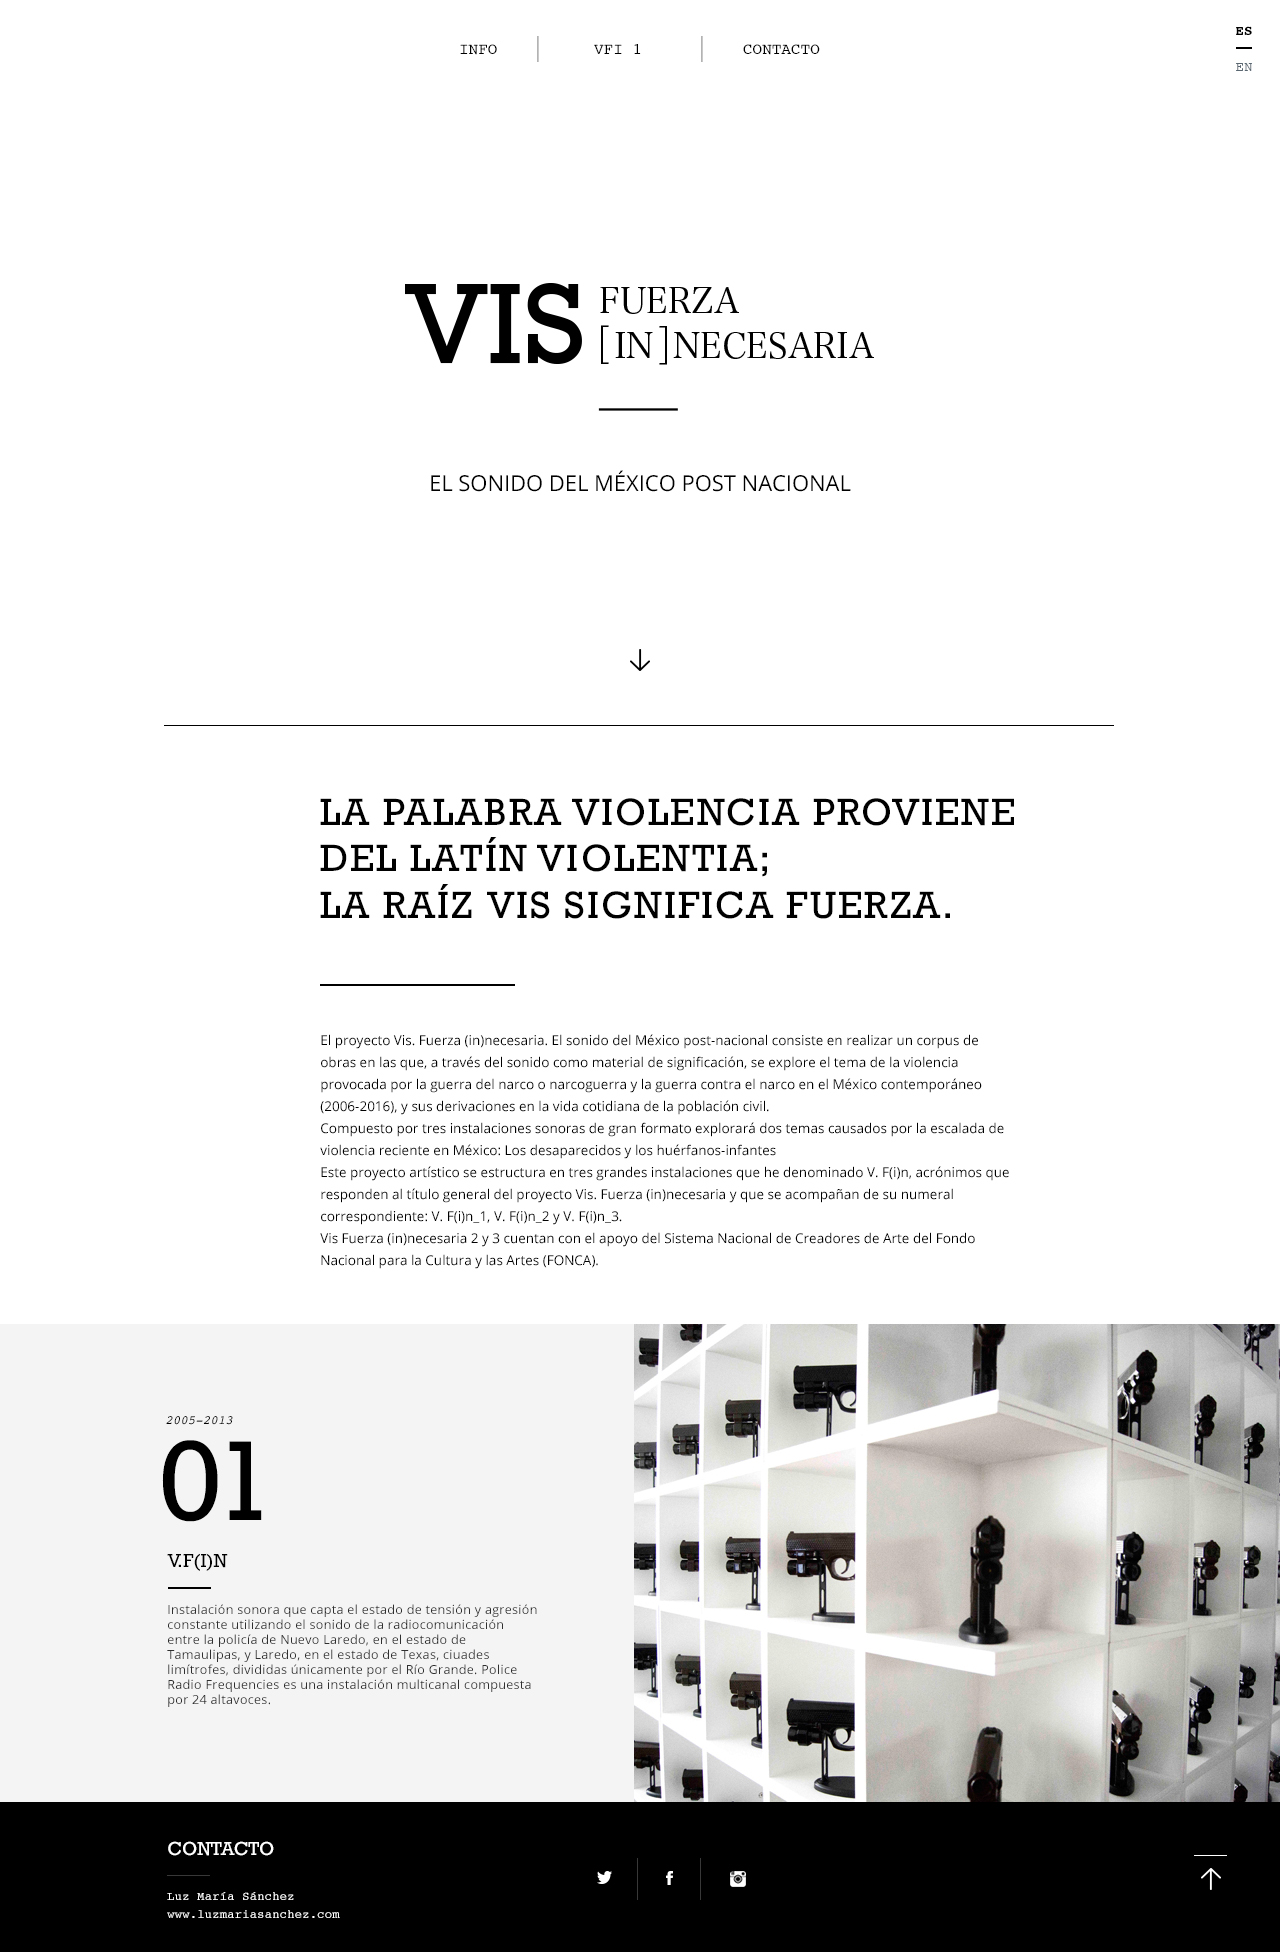 INFO
VFI 1
CONTACTO
ES
EN
VIS FUERZA
[IN]NECESARIA
EL SONIDO DEL MÉXICO POST NACIONAL
LA PALABRA VIOLENCIA PROVIENE
DEL LATÍN VIOLENTIA;
LA RAÍZ VIS SIGNIFICA FUERZA.
El proyecto Vis. Fuerza (in)necesaria. El sonido del México post-nacional consiste en realizar un corpus de
obras en las que, a través del sonido como material de significación, se explore el tema de la violencia
provocada por la guerra del narco o narcoguerra y la guerra contra el narco en el México contemporáneo
(2006-2016), y sus derivaciones en la vida cotidiana de la población civil.
Compuesto por tres instalaciones sonoras de gran formato explorará dos temas causados por la escalada de
violencia reciente en México: Los desaparecidos y los huérfanos-infantes
Este proyecto artístico se estructura en tres grandes instalaciones que he denominado V. F(i)n, acrónimos que
responden al título general del proyecto Vis. Fuerza (in)necesaria y que se acompañan de su numeral
correspondiente: V. F(i)n_1, V. F(i)n_2 y V. F(i)n_3.
Vis Fuerza (in)necesaria 2 y 3 cuentan con el apoyo del Sistema Nacional de Creadores de Arte del Fondo
Nacional para la Cultura y las Artes (FONCA).
2005-2013
01
V.F(I)N
Instalación sonora que capta el estado de tensión y agresión
constante utilizando el sonido de la radiocomunicación
entre la policía de Nuevo Laredo, en el estado de
Tamaulipas, y Laredo, en el estado de Texas, ciuades
limítrofes, divididas únicamente por el Río Grande. Police
Radio Frequencies es una instalación multicanal compuesta
por 24 altavoces.
CONTACTO
Luz María Sánchez
www.luzmariasanchez.com